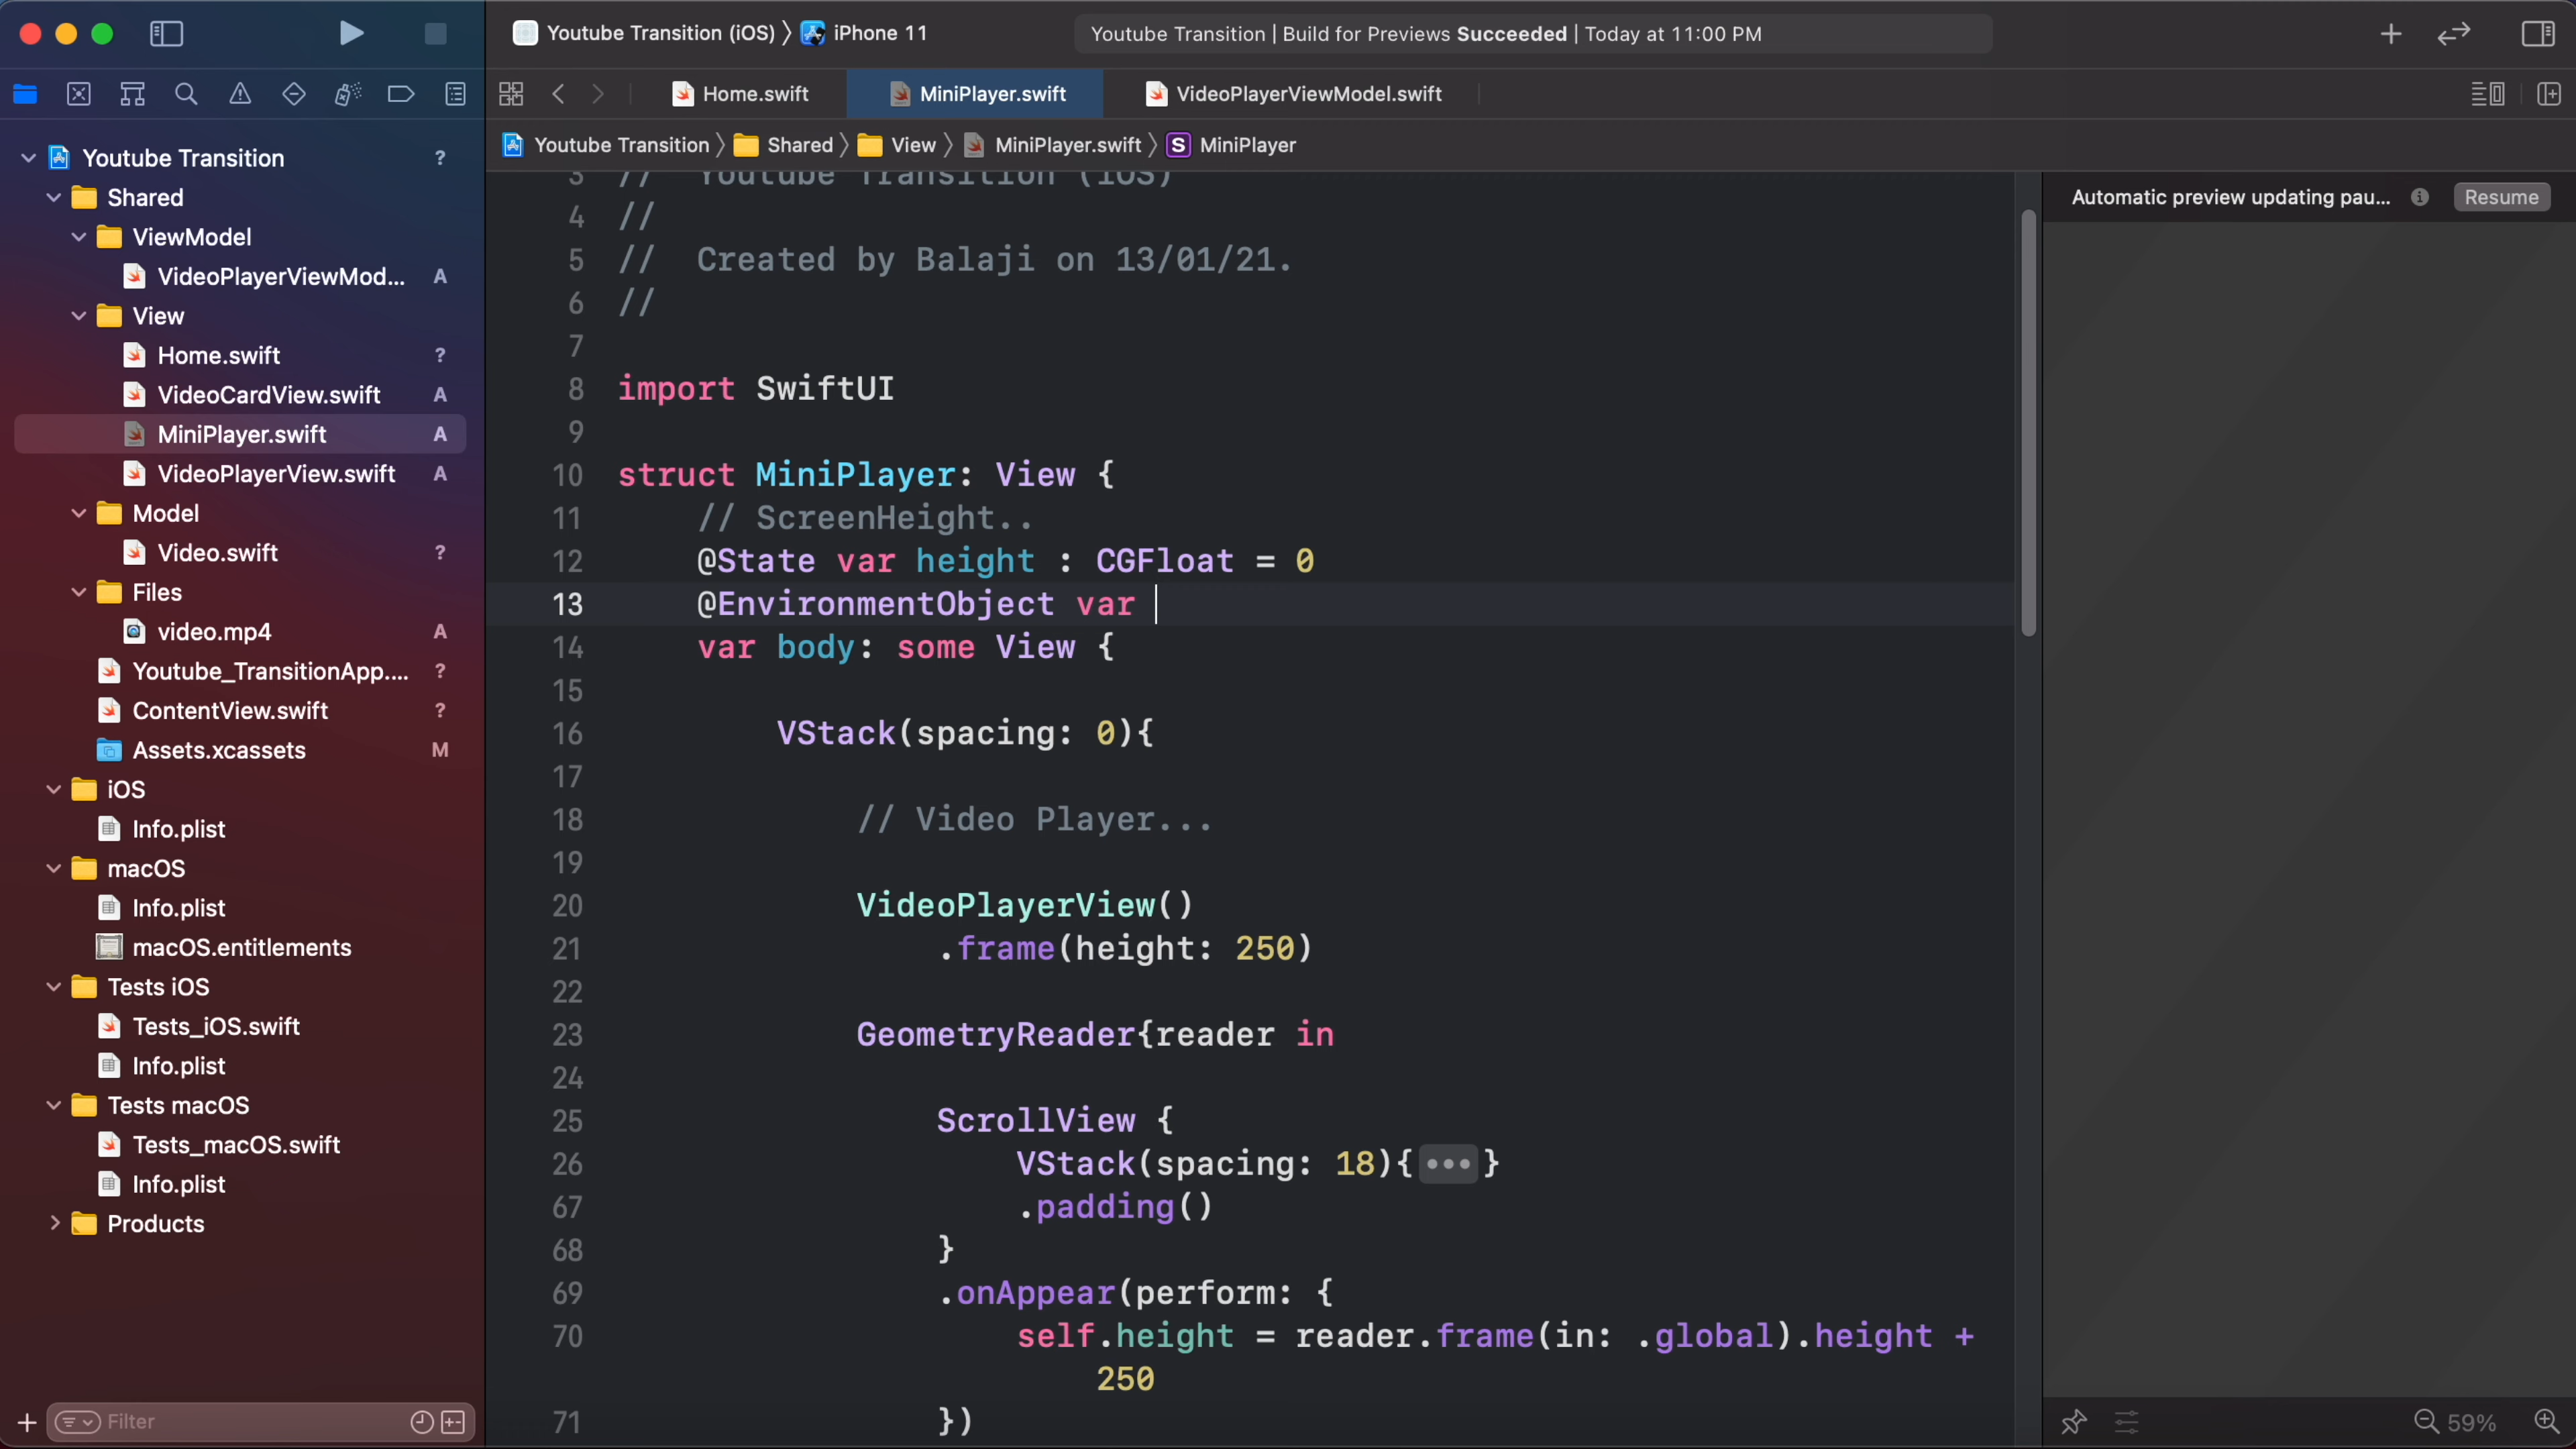 Youtube Transition (iOS) 〉 iPhone 11
Youtube Transition | Build for Previews Succeeded | Today at 11:00 PM
Home.swift
MiniPlayer.swift
VideoPlayerViewModel.swift
Youtube Transition 〉 Shared 〉 View 〉 MiniPlayer.swift 〉 S MiniPlayer
Youtube Transition ?
Shared
ViewModel
VideoPlayerViewMod... A
View
Home.swift ?
VideoCardView.swift A
MiniPlayer.swift A
VideoPlayerView.swift A
Model
Video.swift ?
Files
video.mp4 A
Youtube_TransitionApp.... ?
ContentView.swift ?
Assets.xcassets M
iOS
Info.plist
macOS
Info.plist
macOS.entitlements
Tests iOS
Tests_iOS.swift
Info.plist
Tests macOS
Tests_macOS.swift
Info.plist
Products
Filter
3 //  Youtube Transition (iOS)
4 //
5 //  Created by Balaji on 13/01/21.
6 //
7
8 import SwiftUI
9
10 struct MiniPlayer: View {
11     // ScreenHeight..
12     @State var height : CGFloat = 0
13     @EnvironmentObject var
14     var body: some View {
15
16         VStack(spacing: 0){
17
18             // Video Player...
19
20             VideoPlayerView()
21                 .frame(height: 250)
22
23             GeometryReader{reader in
24
25                 ScrollView {
26                     VStack(spacing: 18){•••}
67                     .padding()
68                 }
69                 .onAppear(perform: {
70                     self.height = reader.frame(in: .global).height +
250
71                 })
Automatic preview updating pau... Resume
59%